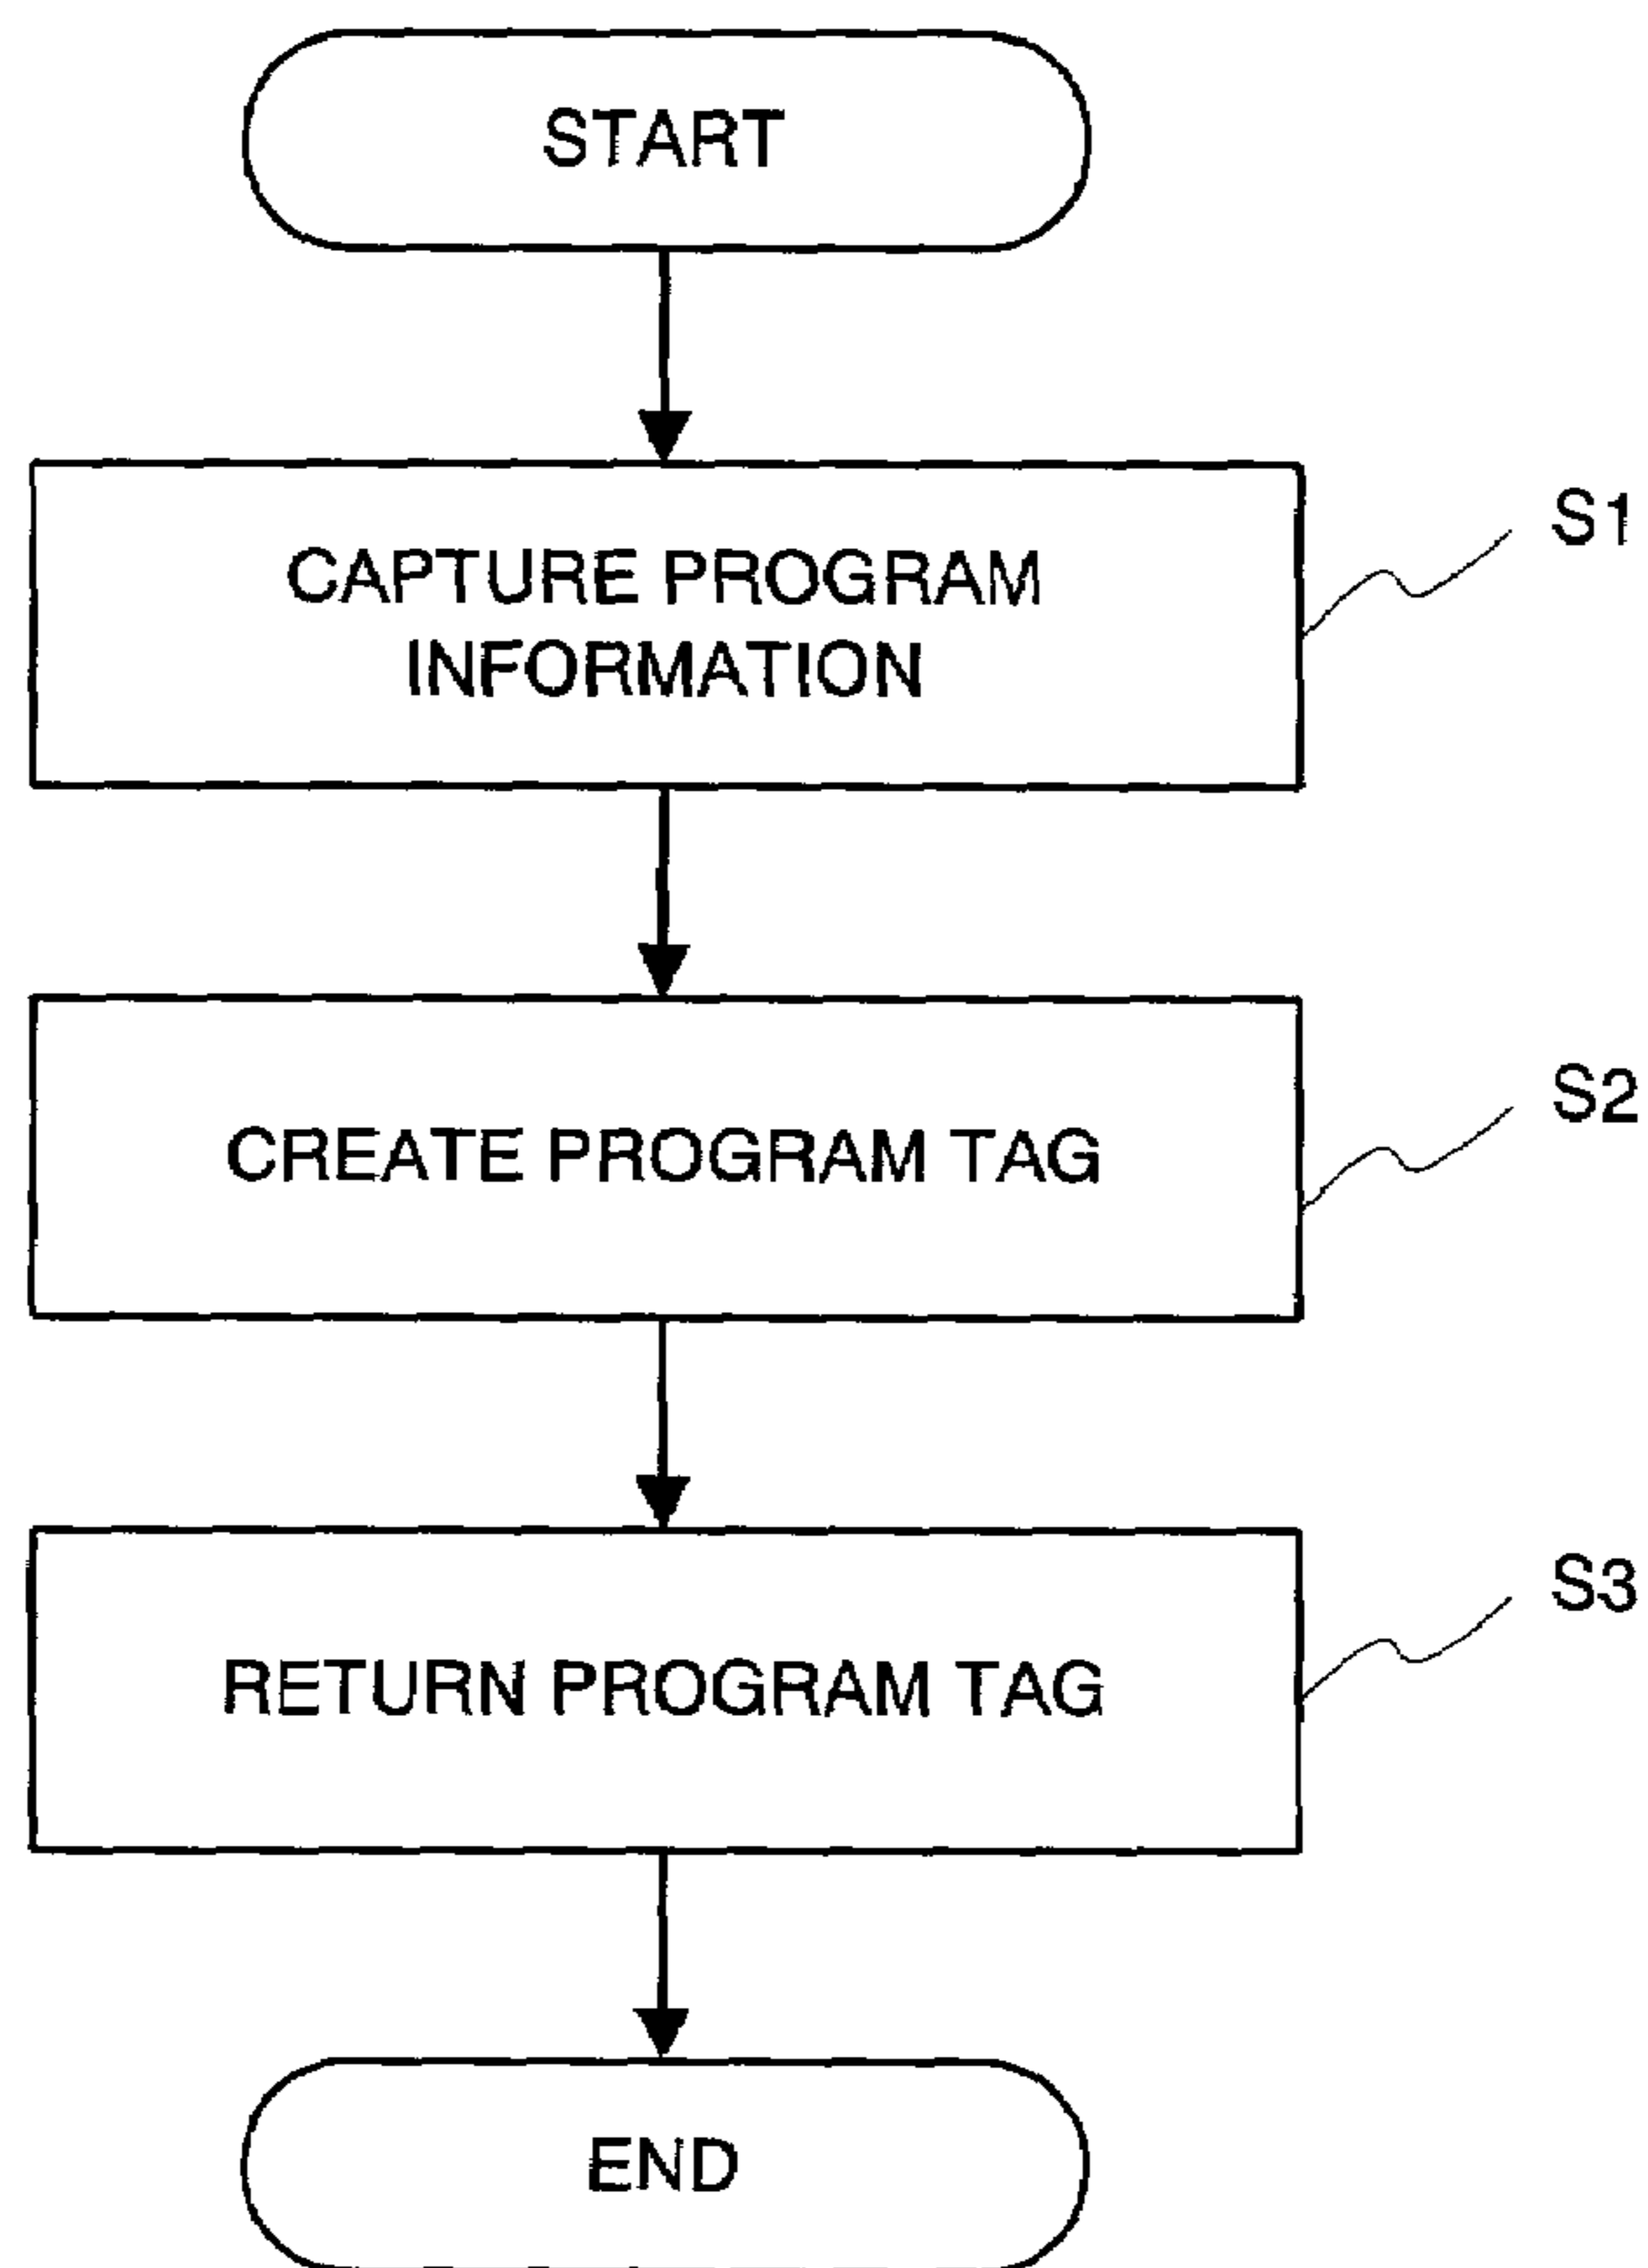 START
CAPTURE PROGRAM
INFORMATION
S1
CREATE PROGRAM TAG
S2
RETURN PROGRAM TAG
S3
END